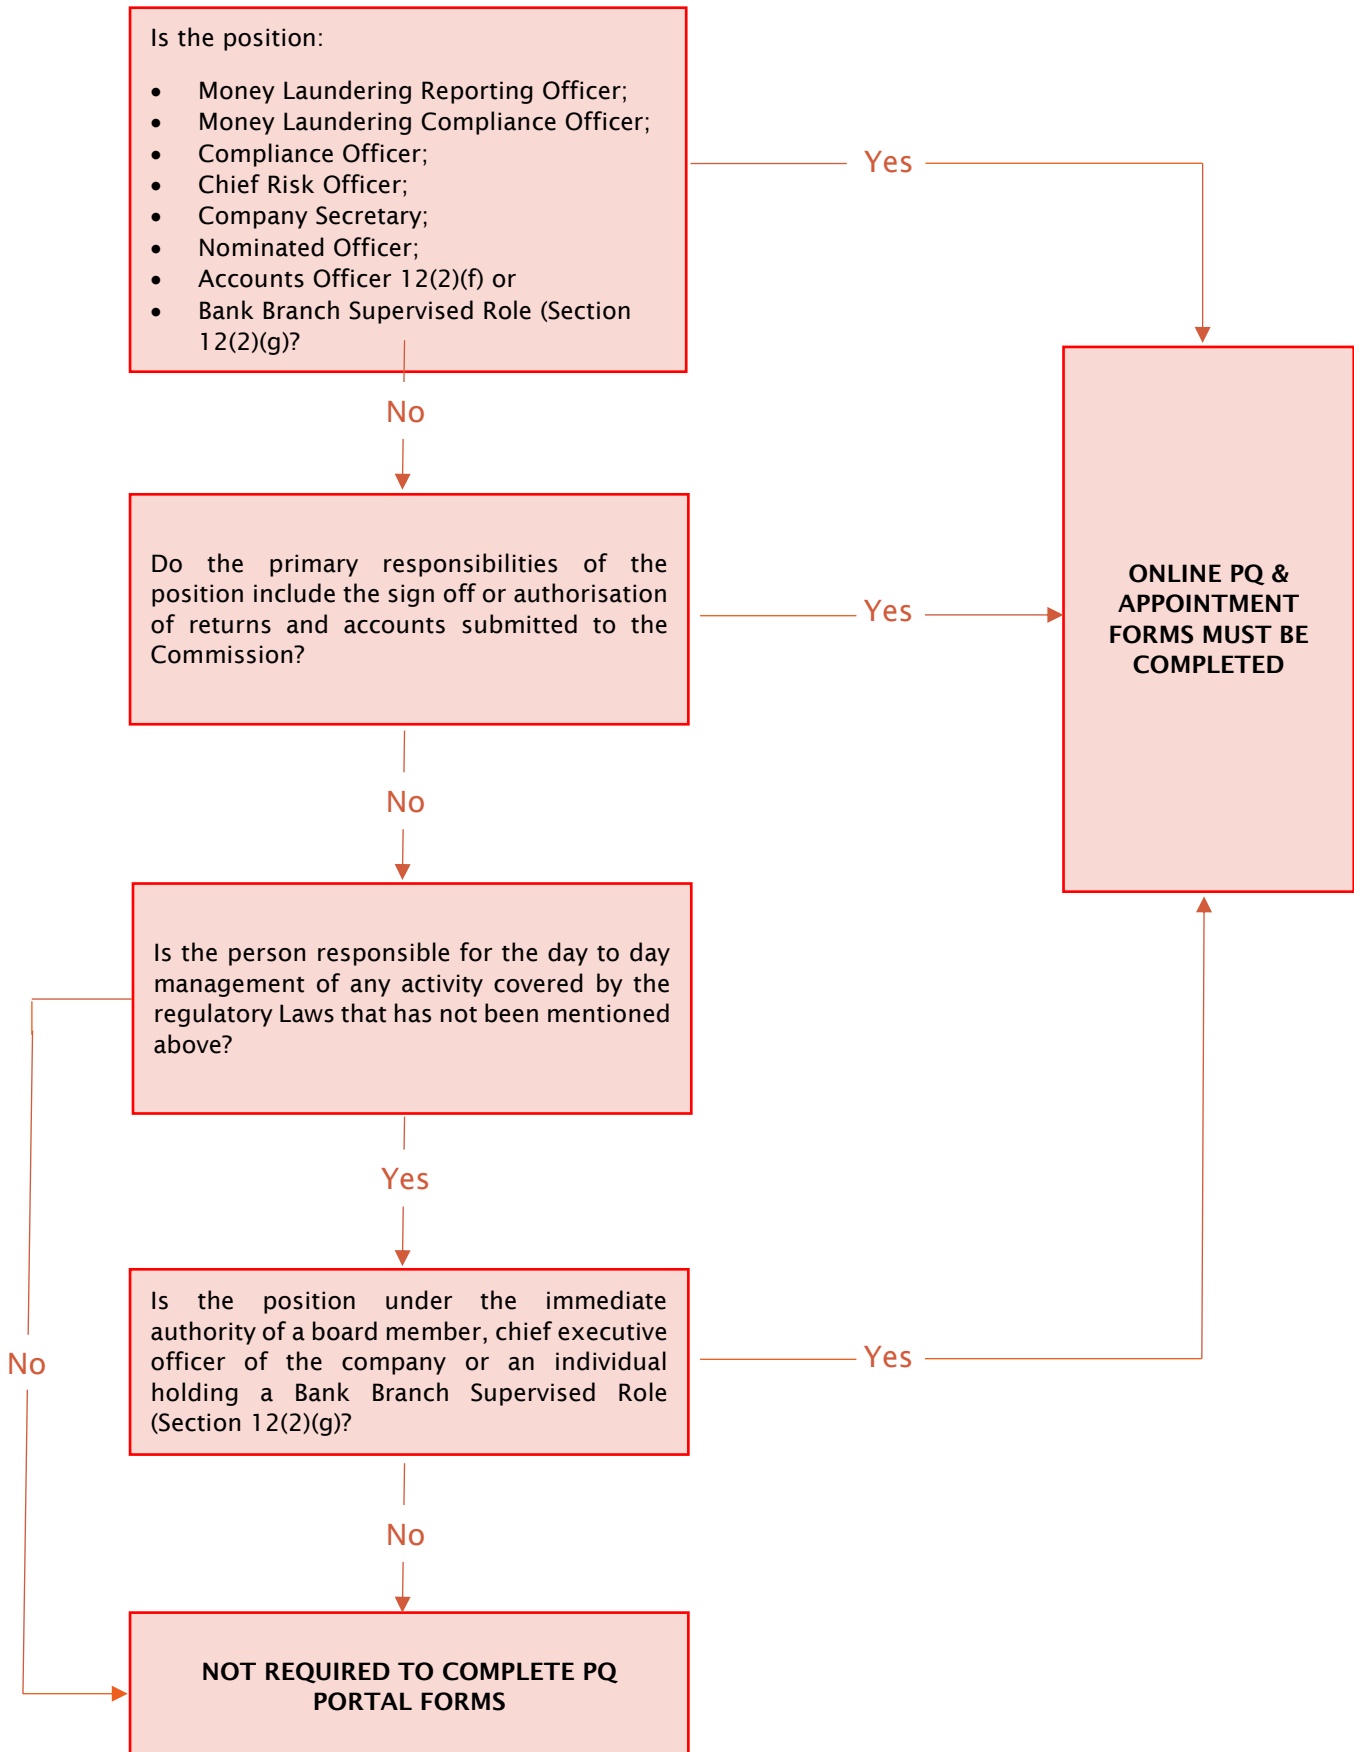 Is the position:
• Money Laundering Reporting Officer;
• Money Laundering Compliance Officer;
• Compliance Officer;
• Chief Risk Officer;
• Company Secretary;
• Nominated Officer;
• Accounts Officer 12(2)(f) or
• Bank Branch Supervised Role (Section
12(2)(g)?
Yes
No
Do the primary responsibilities of the
position include the sign off or authorisation
of returns and accounts submitted to the
Commission?
Yes
ONLINE PQ &
APPOINTMENT
FORMS MUST BE
COMPLETED
No
Is the person responsible for the day to day
management of any activity covered by the
regulatory Laws that has not been mentioned
above?
Yes
No
Is the position under the immediate
authority of a board member, chief executive
officer of the company or an individual
holding a Bank Branch Supervised Role
(Section 12(2)(g)?
Yes
No
NOT REQUIRED TO COMPLETE PQ
PORTAL FORMS